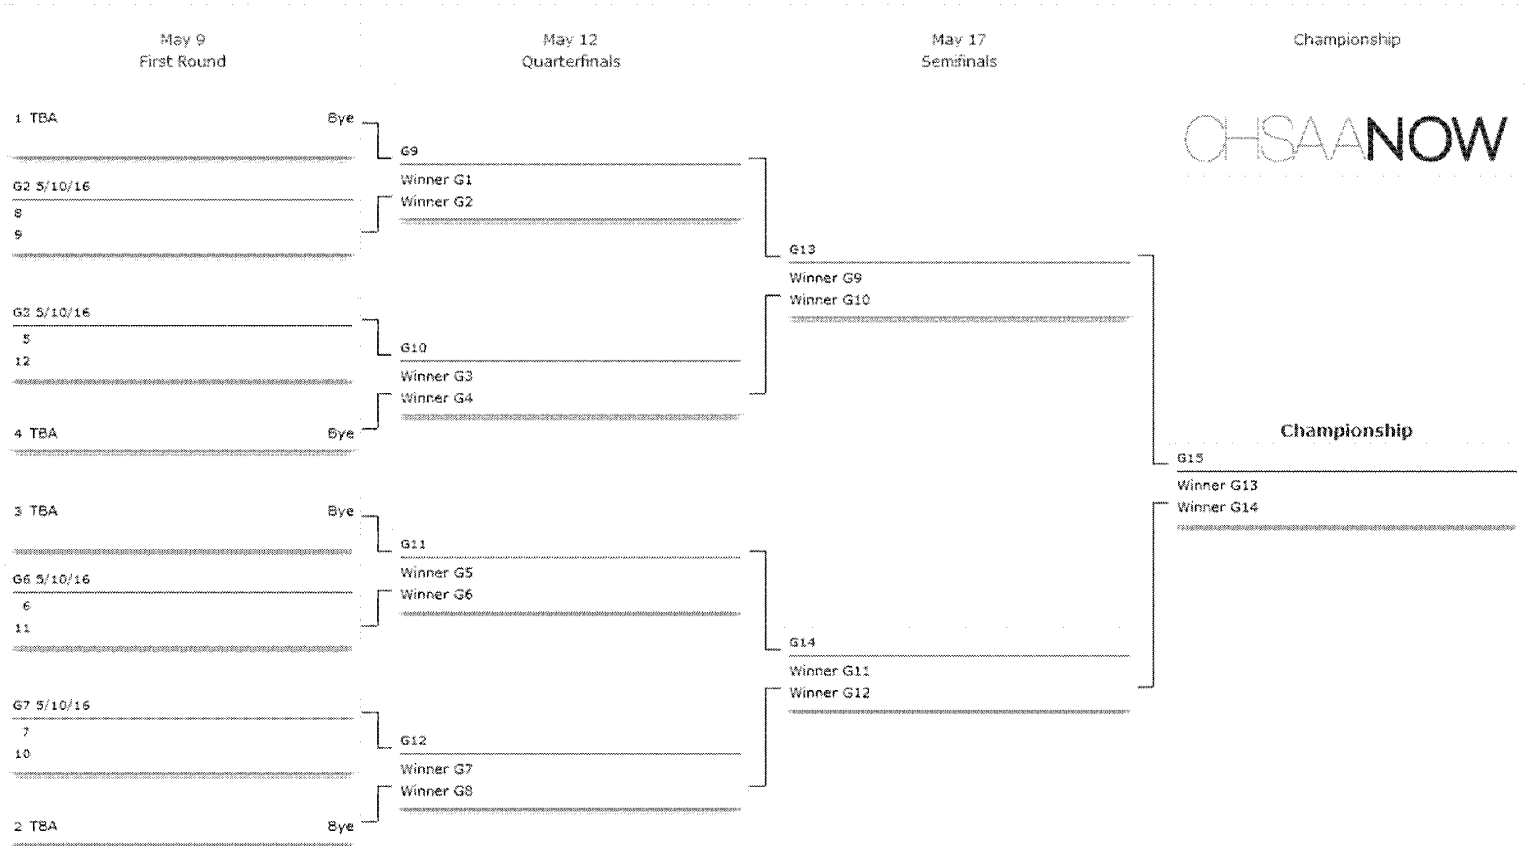 May 9
First Round
May 12
Quarterfinals
May 17
Semifinals
Championship
CHSAANOW
1 TBA Bye
G2 5/10/16
8
9
G3 5/10/16
5
12
4 TBA Bye
3 TBA Bye
G6 5/10/16
6
11
G7 5/10/16
7
10
2 TBA Bye
G9
Winner G1
Winner G2
G10
Winner G3
Winner G4
G11
Winner G5
Winner G6
G12
Winner G7
Winner G8
G13
Winner G9
Winner G10
G14
Winner G11
Winner G12
Championship
G15
Winner G13
Winner G14